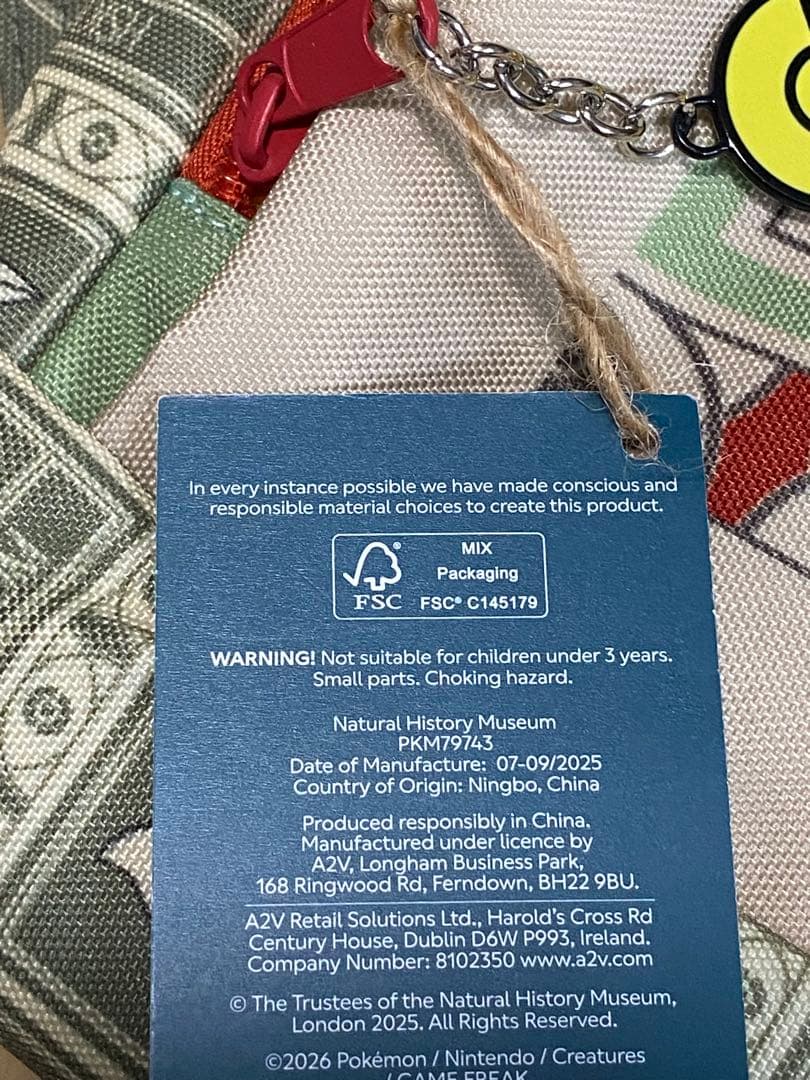 In every instance possible we have made conscious and
responsible material choices to create this product.
MIX
Packaging
FSC® C145179
FSC
WARNING! Not suitable for children under 3 years.
Small parts. Choking hazard.
Natural History Museum
PKM79743
Date of Manufacture: 07-09/2025
Country of Origin: Ningbo, China
Produced responsibly in China.
Manufactured under licence by
A2V, Longham Business Park,
168 Ringwood Rd, Ferndown, BH22 9BU.
A2V Retail Solutions Ltd., Harold's Cross Rd
Century House, Dublin D6W P993, Ireland.
Company Number: 8102350 www.a2v.com
© The Trustees of the Natural History Museum,
London 2025. All Rights Reserved.
©2026 Pokémon / Nintendo / Creatures
/ GAME FREAK